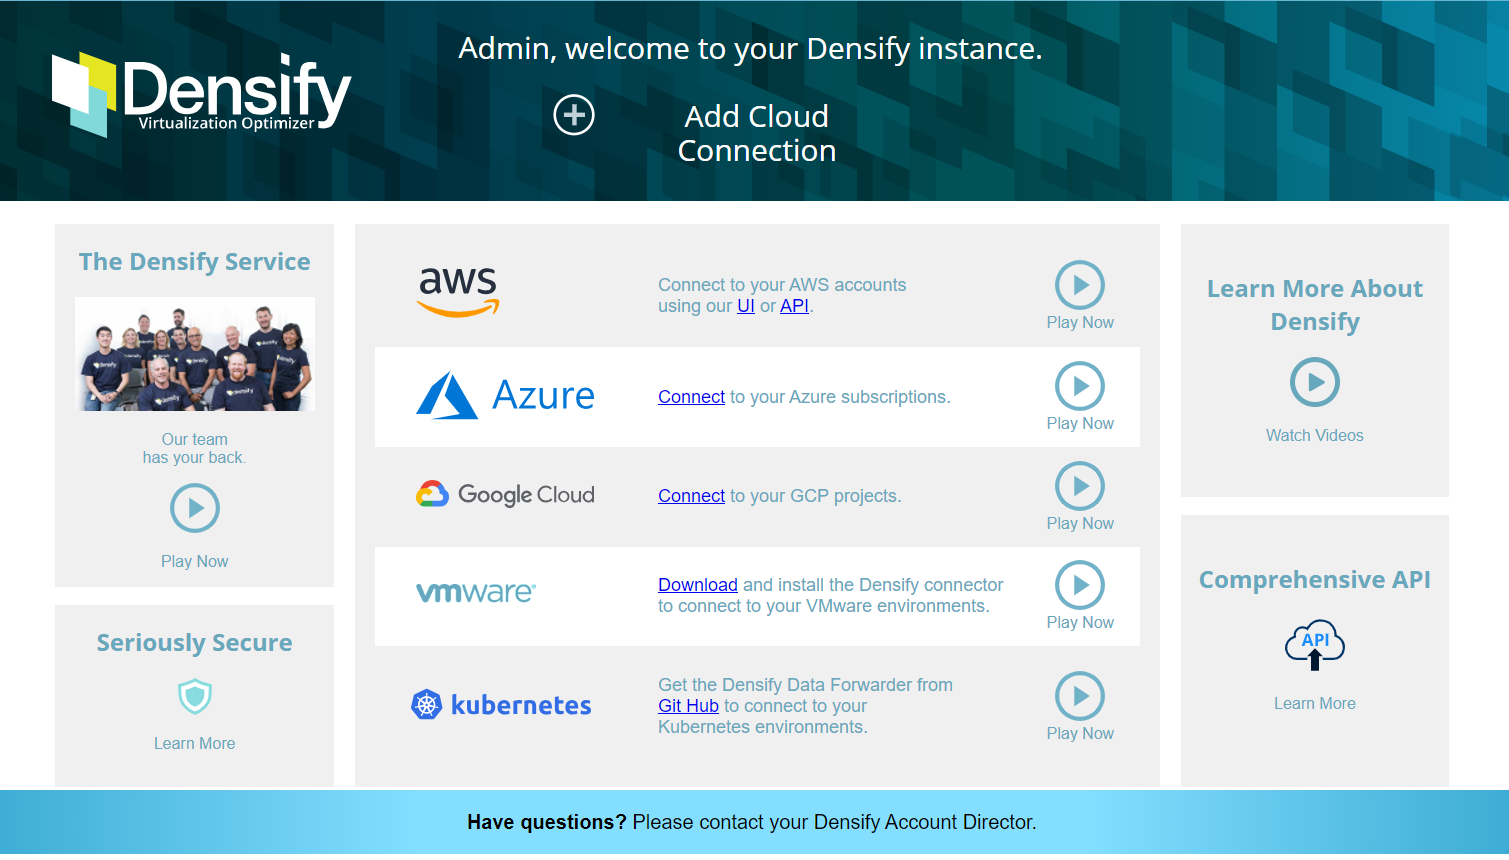 Admin, welcome to your Densify instance.
Densify
Virtualization Optimizer
Add Cloud
Connection
The Densify Service
densify
densify
densify
densify
Our team
has your back.
Play Now
Seriously Secure
Learn More
aws
Connect to your AWS accounts
using our UI or API.
Play Now
Azure
Connect to your Azure subscriptions.
Play Now
Google Cloud
Connect to your GCP projects.
Play Now
vmware®
Download and install the Densify connector
to connect to your VMware environments.
Play Now
kubernetes
Get the Densify Data Forwarder from
Git Hub to connect to your
Kubernetes environments.
Play Now
Learn More About
Densify
Watch Videos
Comprehensive API
API
Learn More
Have questions? Please contact your Densify Account Director.